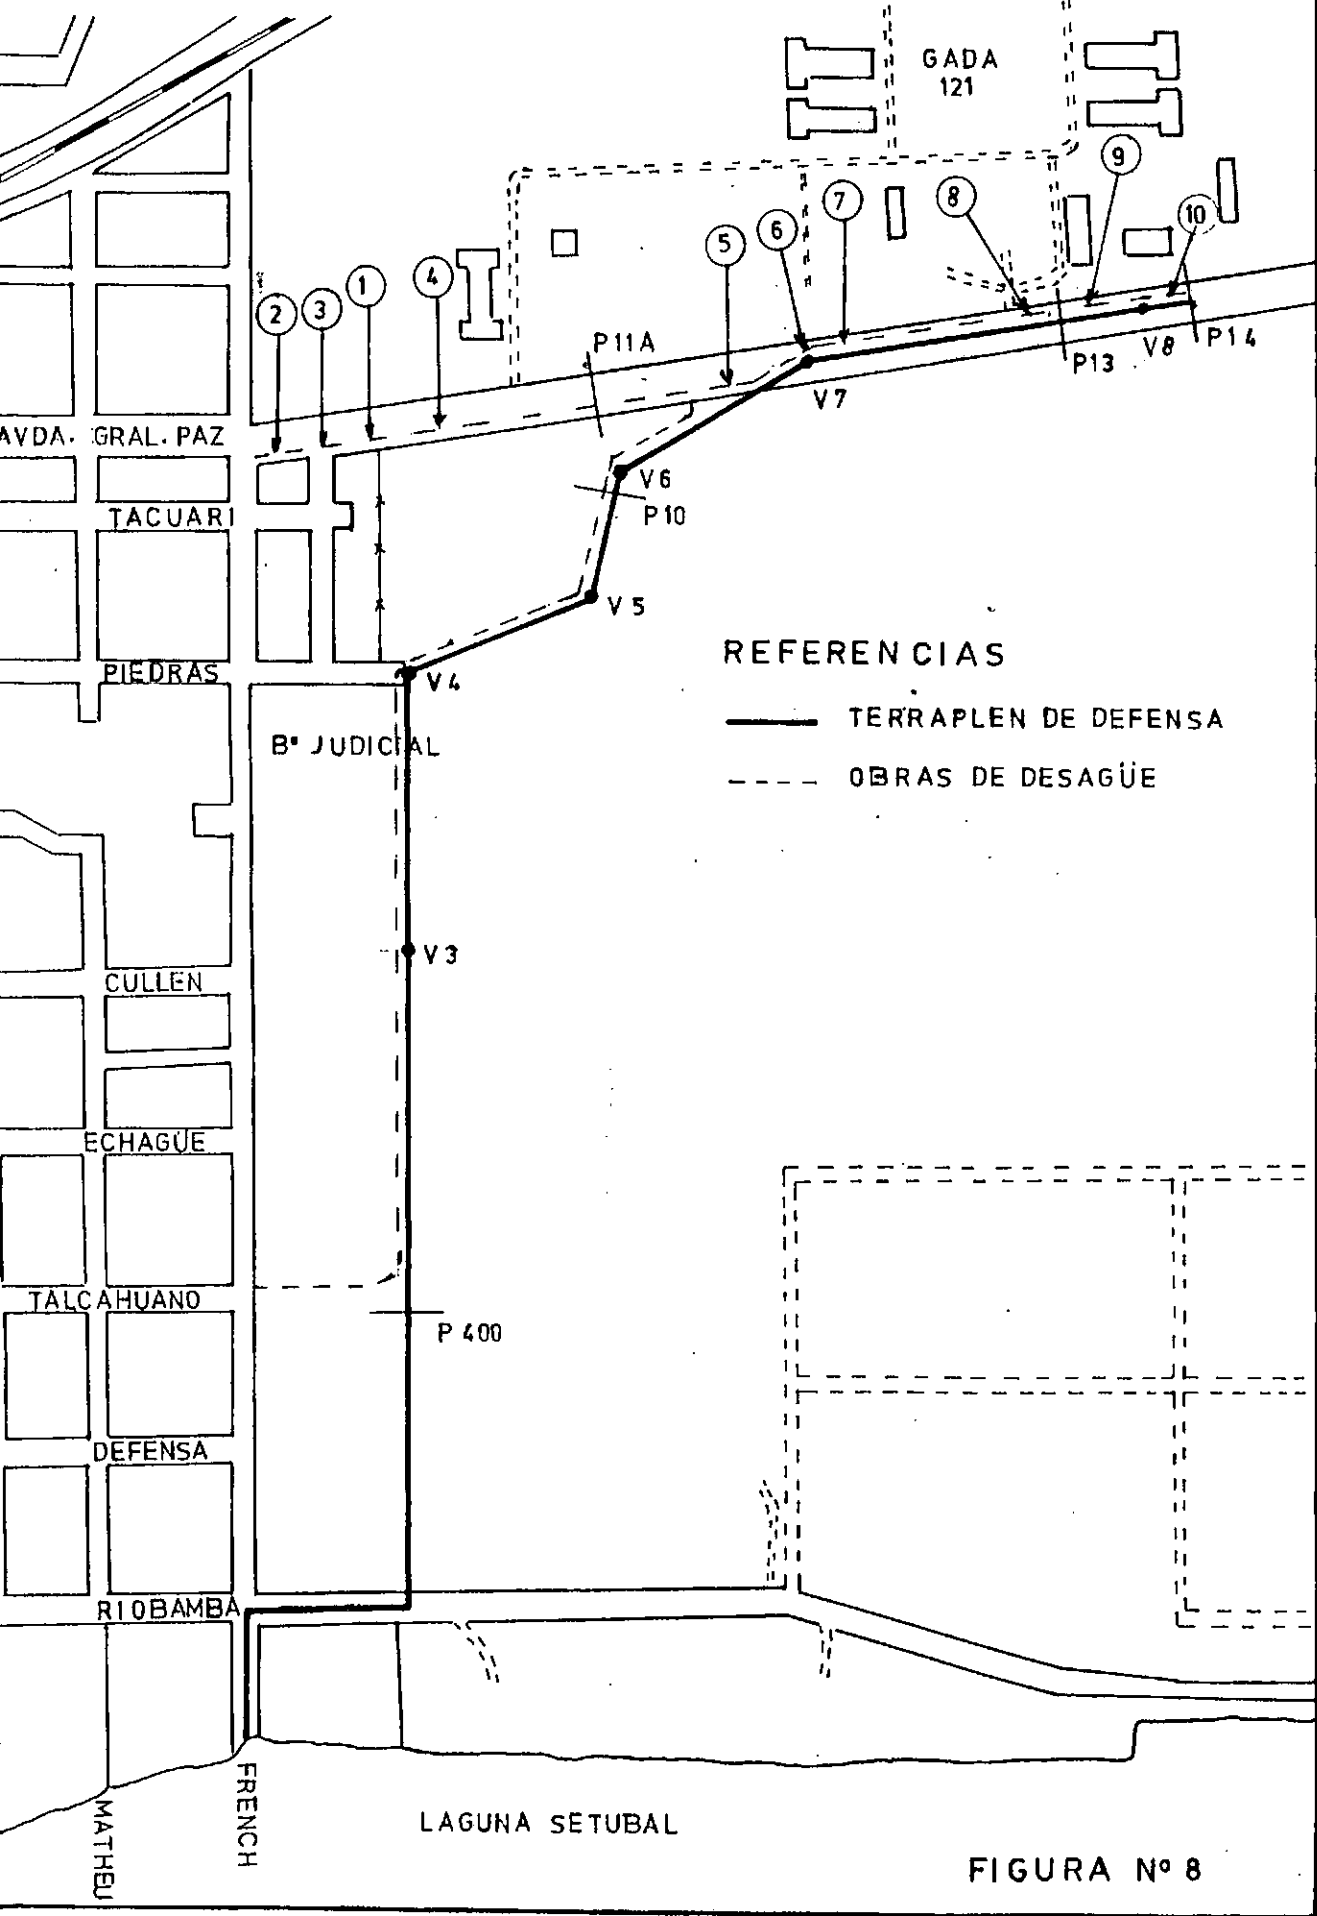 GADA
121
9
8
7
6
5
10
4
1
3
2
P11A
P14
V8
P13
V7
AVDA. GRAL. PAZ
V6
P10
TACUARI
V5
REFERENCIAS
PIEDRAS
V4
TERRAPLEN DE DEFENSA
Bº JUDICIAL
OBRAS DE DESAGÜE
V3
CULLEN
ECHAGÜE
TALCAHUANO
P 400
DEFENSA
RIOBAMBA
FRENCH
MATHEU
LAGUNA SETUBAL
FIGURA Nº 8